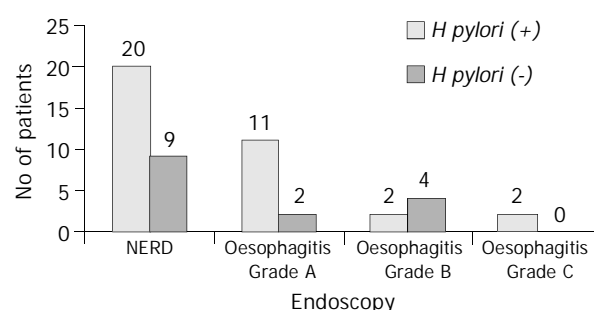 25
20
15
10
5
0
No of patients
H pylori (+)
H pylori (-)
20
9
11
2
2
4
2
0
NERD
Oesophagitis
Grade A
Oesophagitis
Grade B
Oesophagitis
Grade C
Endoscopy